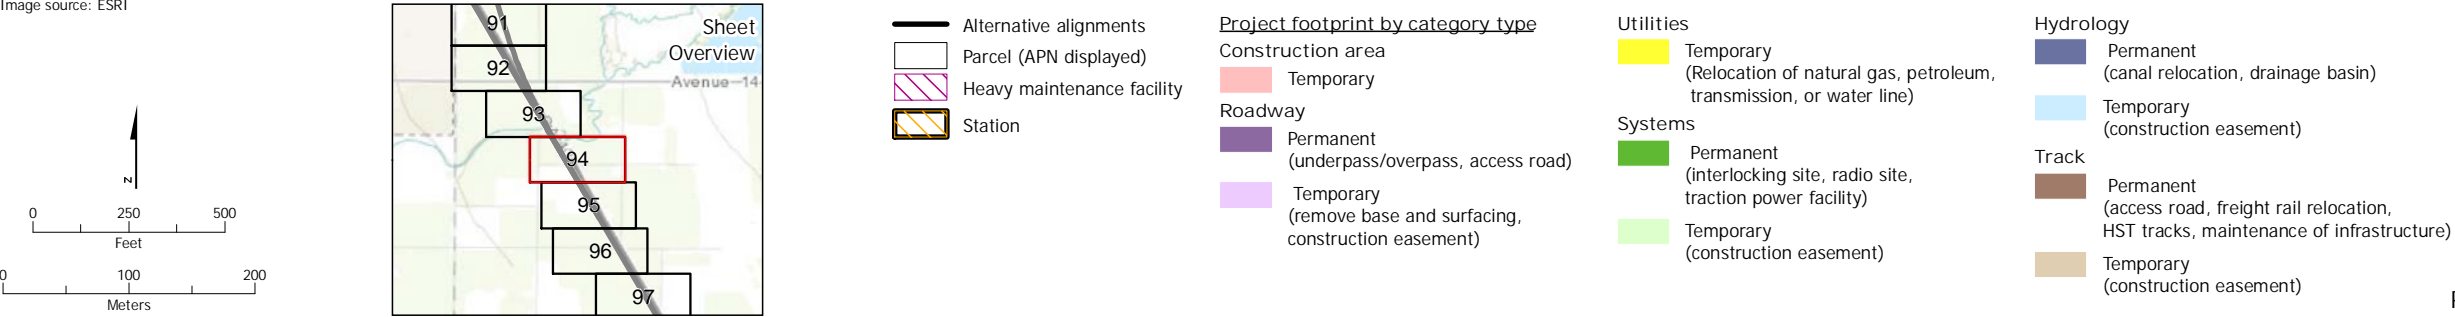 Image source: ESRI
N
0 250 500
Feet
0 100 200
Meters
Sheet
Overview
Avenue 14
91
92
93
94
95
96
97
Alternative alignments
Parcel (APN displayed)
Heavy maintenance facility
Station
Project footprint by category type
Construction area
Temporary
Roadway
Permanent
(underpass/overpass, access road)
Temporary
(remove base and surfacing,
construction easement)
Utilities
Temporary
(Relocation of natural gas, petroleum,
transmission, or water line)
Systems
Permanent
(interlocking site, radio site,
traction power facility)
Temporary
(construction easement)
Hydrology
Permanent
(canal relocation, drainage basin)
Temporary
(construction easement)
Track
Permanent
(access road, freight rail relocation,
HST tracks, maintenance of infrastructure)
Temporary
(construction easement)